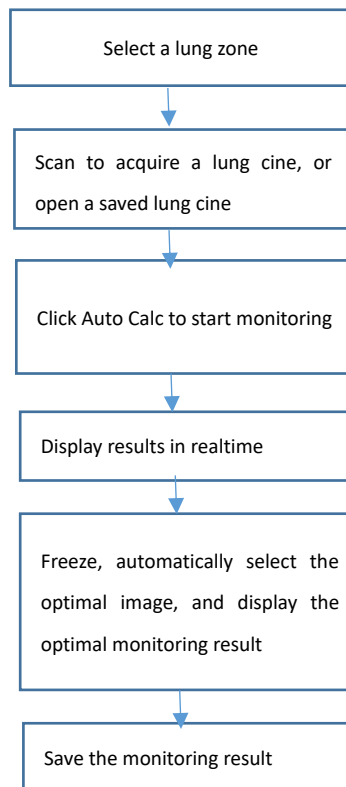 Select a lung zone
Scan to acquire a lung cine, or
open a saved lung cine
Click Auto Calc to start monitoring
Display results in realtime
Freeze, automatically select the
optimal image, and display the
optimal monitoring result
Save the monitoring result